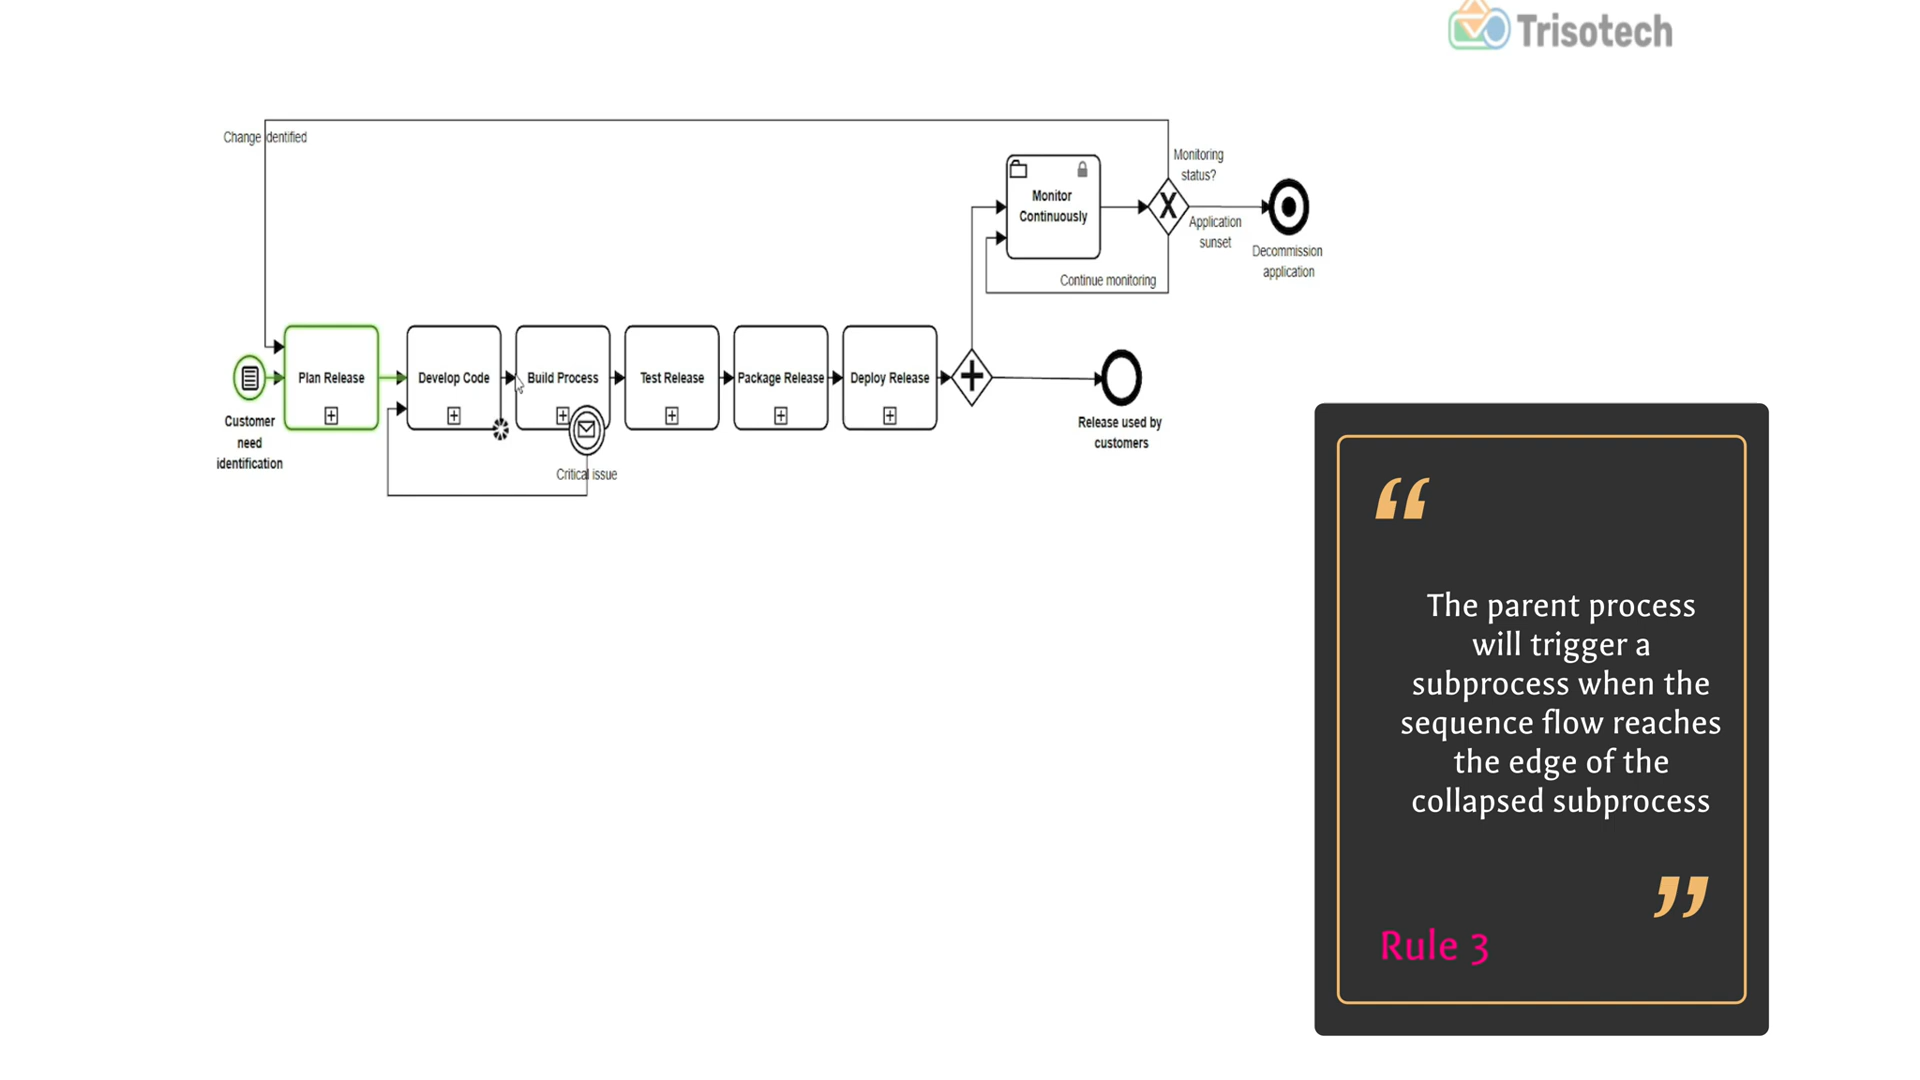 Trisotech
Change identified
Monitoring
status?
Monitor
Continuously
Application
sunset
Decommission
application
Continue monitoring
Plan Release
Develop Code
Build Process
Test Release
Package Release
Deploy Release
Customer
need
identification
Critical issue
Release used by
customers
“
The parent process
will trigger a
subprocess when the
sequence flow reaches
the edge of the
collapsed subprocess
”
Rule 3